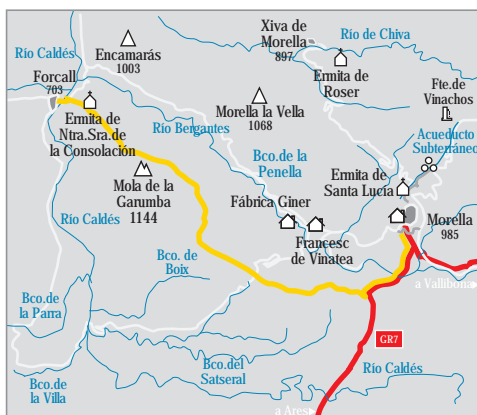 Río Caldés
Encamarás
1003
Xiva de
Morella
897
Río de Chiva
Ermita de
Roser
Fte.de
Vinachos
Acueducto
Subterráneo
Forcall
703
Ermita de
Ntra.Sra.de
la Consolación
Río Bergantes
Morella la Vella
1068
Bco.de la
Penella
Ermita de
Santa Lucia
Mola de la
Garumba
1144
Fábrica Giner
Francesc
de Vinatea
Morella
985
Río Caldés
Bco. de
Boix
a Vallibona
Bco.de
la Parra
GR7
Bco.del
Satseral
Río Caldés
Bco.de
la Villa
a Ares